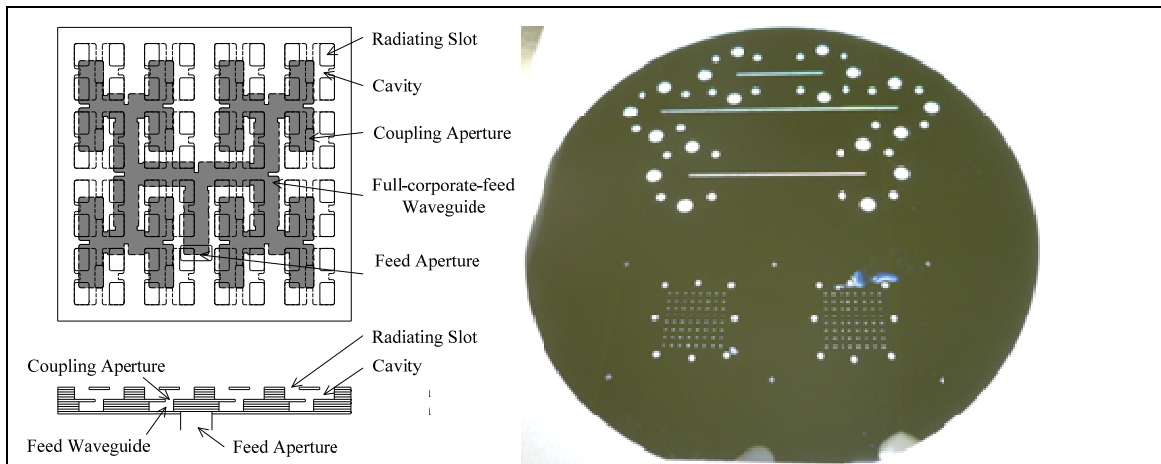 Radiating Slot
Cavity
Coupling Aperture
Full-corporate-feed
Waveguide
Feed Aperture
Radiating Slot
Coupling Aperture
Cavity
Feed Waveguide
Feed Aperture